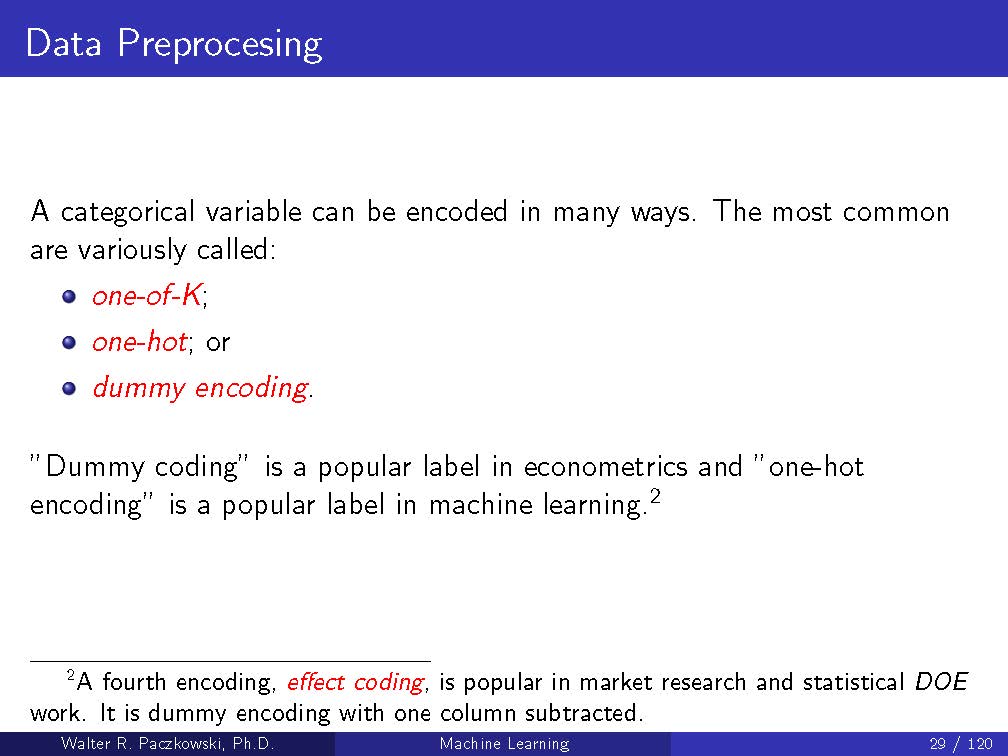 Data Preprocesing
A categorical variable can be encoded in many ways. The most common
are variously called:
one-of-K;
one-hot; or
dummy encoding.
”Dummy coding” is a popular label in econometrics and ”one-hot
encoding” is a popular label in machine learning.2
2A fourth encoding, effect coding, is popular in market research and statistical DOE
work. It is dummy encoding with one column subtracted.
Walter R. Paczkowski, Ph.D. Machine Learning 29 / 120